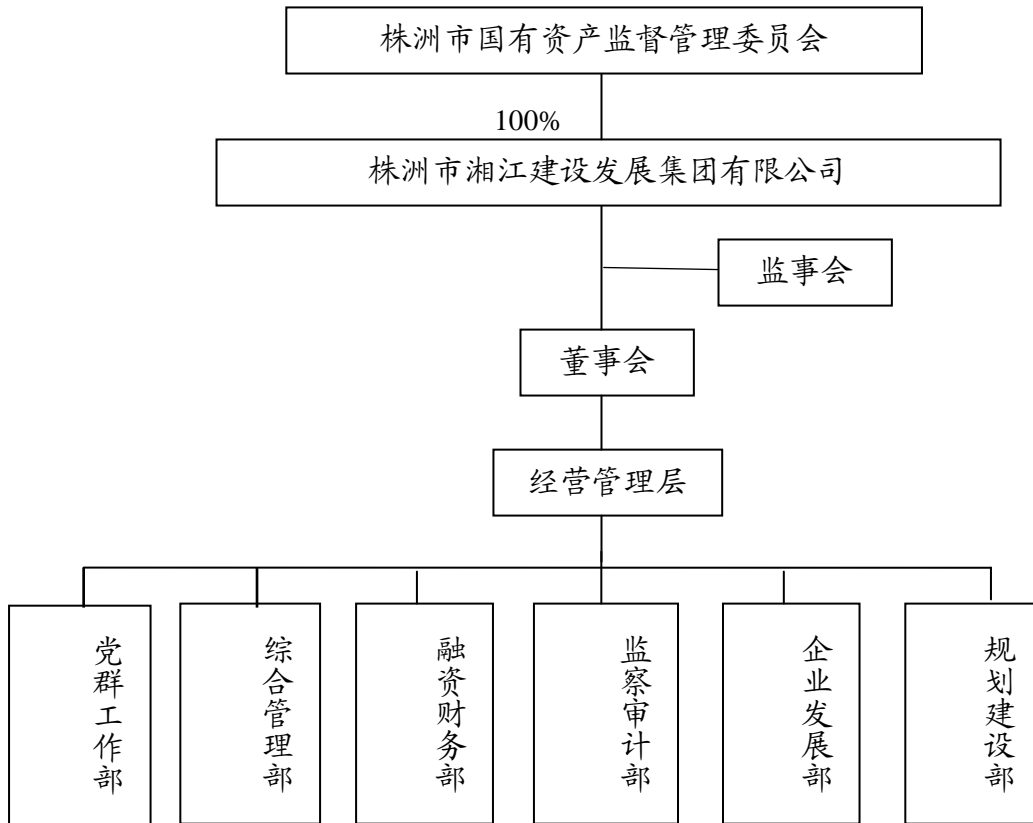 株洲市国有资产监督管理委员会
100%
株洲市湘江建设发展集团有限公司
监事会
董事会
经营管理层
党群工作部
综合管理部
融资财务部
监察审计部
企业发展部
规划建设部